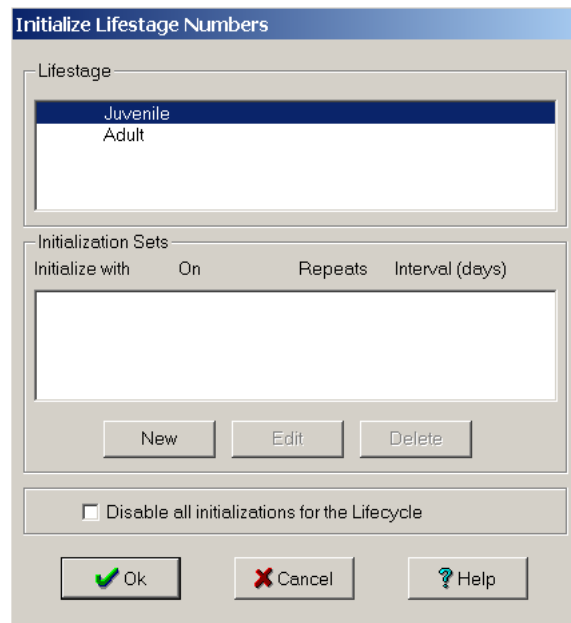 Initialize Lifestage Numbers
Lifestage
Juvenile
Adult
Initialization Sets
Initialize with On Repeats Interval (days)
New Edit Delete
Disable all initializations for the Lifecycle
Ok Cancel Help